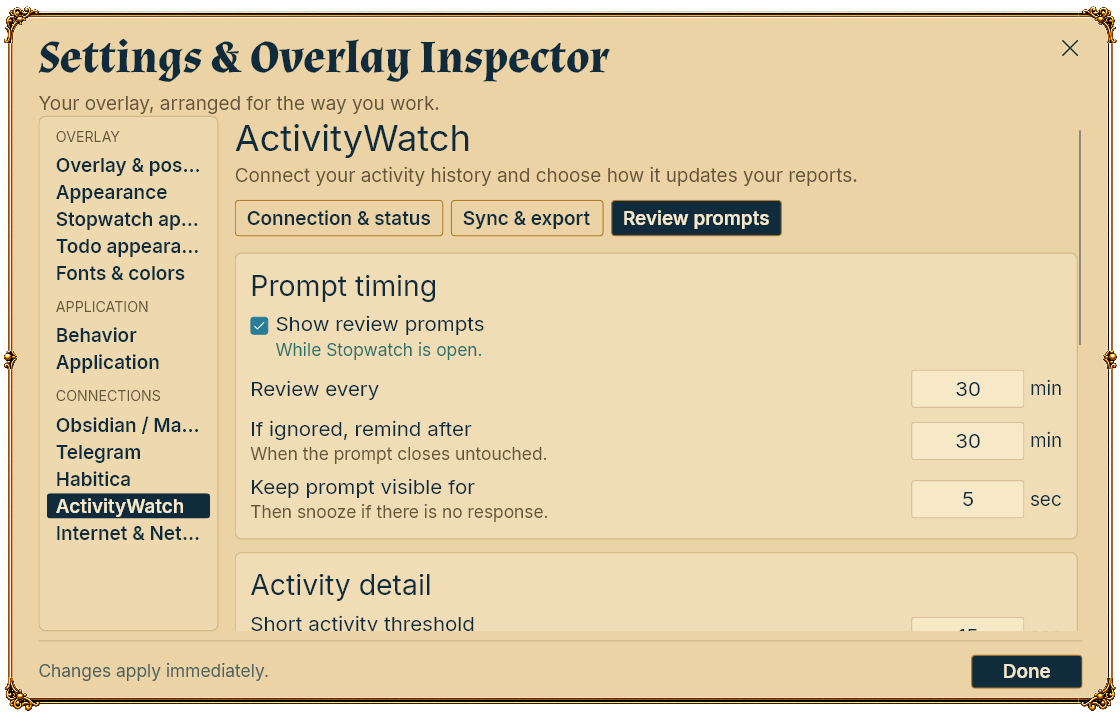 Settings & Overlay Inspector
Your overlay, arranged for the way you work.
OVERLAY
Overlay & pos...
Appearance
Stopwatch ap...
Todo appeara...
Fonts & colors
APPLICATION
Behavior
Application
CONNECTIONS
Obsidian / Ma...
Telegram
Habitica
ActivityWatch
Internet & Net...
ActivityWatch
Connect your activity history and choose how it updates your reports.
Connection & status Sync & export Review prompts
Prompt timing
Show review prompts
While Stopwatch is open.
Review every 30 min
If ignored, remind after 30 min
When the prompt closes untouched.
Keep prompt visible for 5 sec
Then snooze if there is no response.
Activity detail
Short activity threshold
Changes apply immediately.
Done